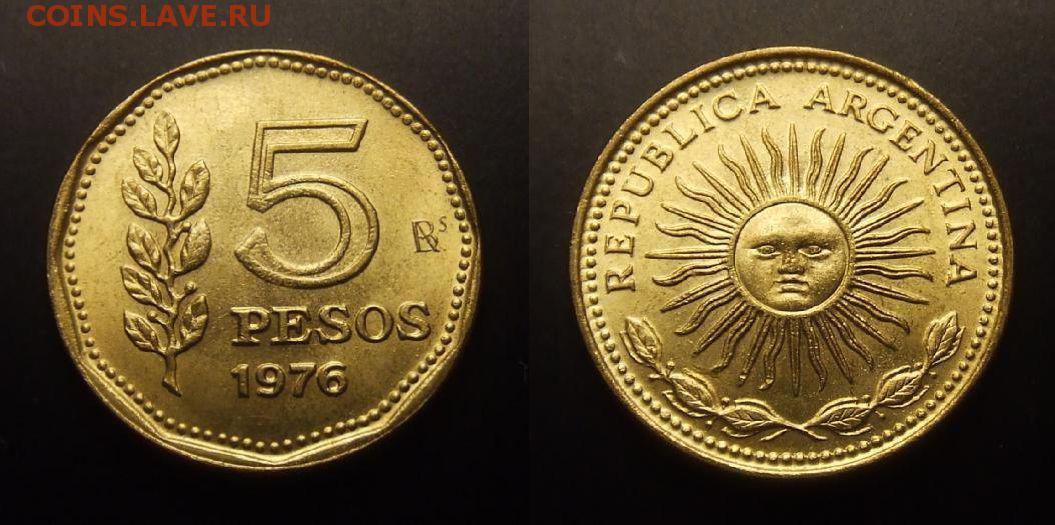 COINS.LAVE.RU
5
PESOS
1976
REPUBLICA ARGENTINA